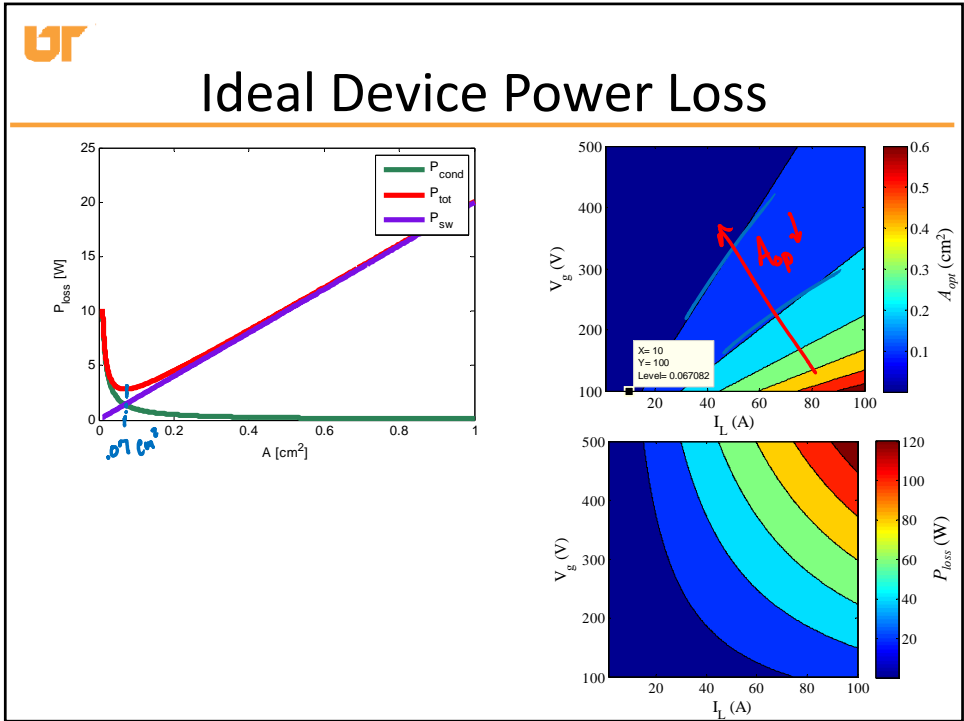 UT
Ideal Device Power Loss
25
20
15
10
5
0
P_loss [W]
0
0.2
0.4
0.6
0.8
1
A [cm²]
P_cond
P_tot
P_sw
.07 cm²
500
400
300
200
100
V_g (V)
20
40
60
80
100
I_L (A)
X= 10
Y= 100
Level= 0.067082
A_op ↓
0.6
0.5
0.4
0.3
0.2
0.1
A_opt (cm²)
500
400
300
200
100
V_g (V)
20
40
60
80
100
I_L (A)
120
100
80
60
40
20
P_loss (W)